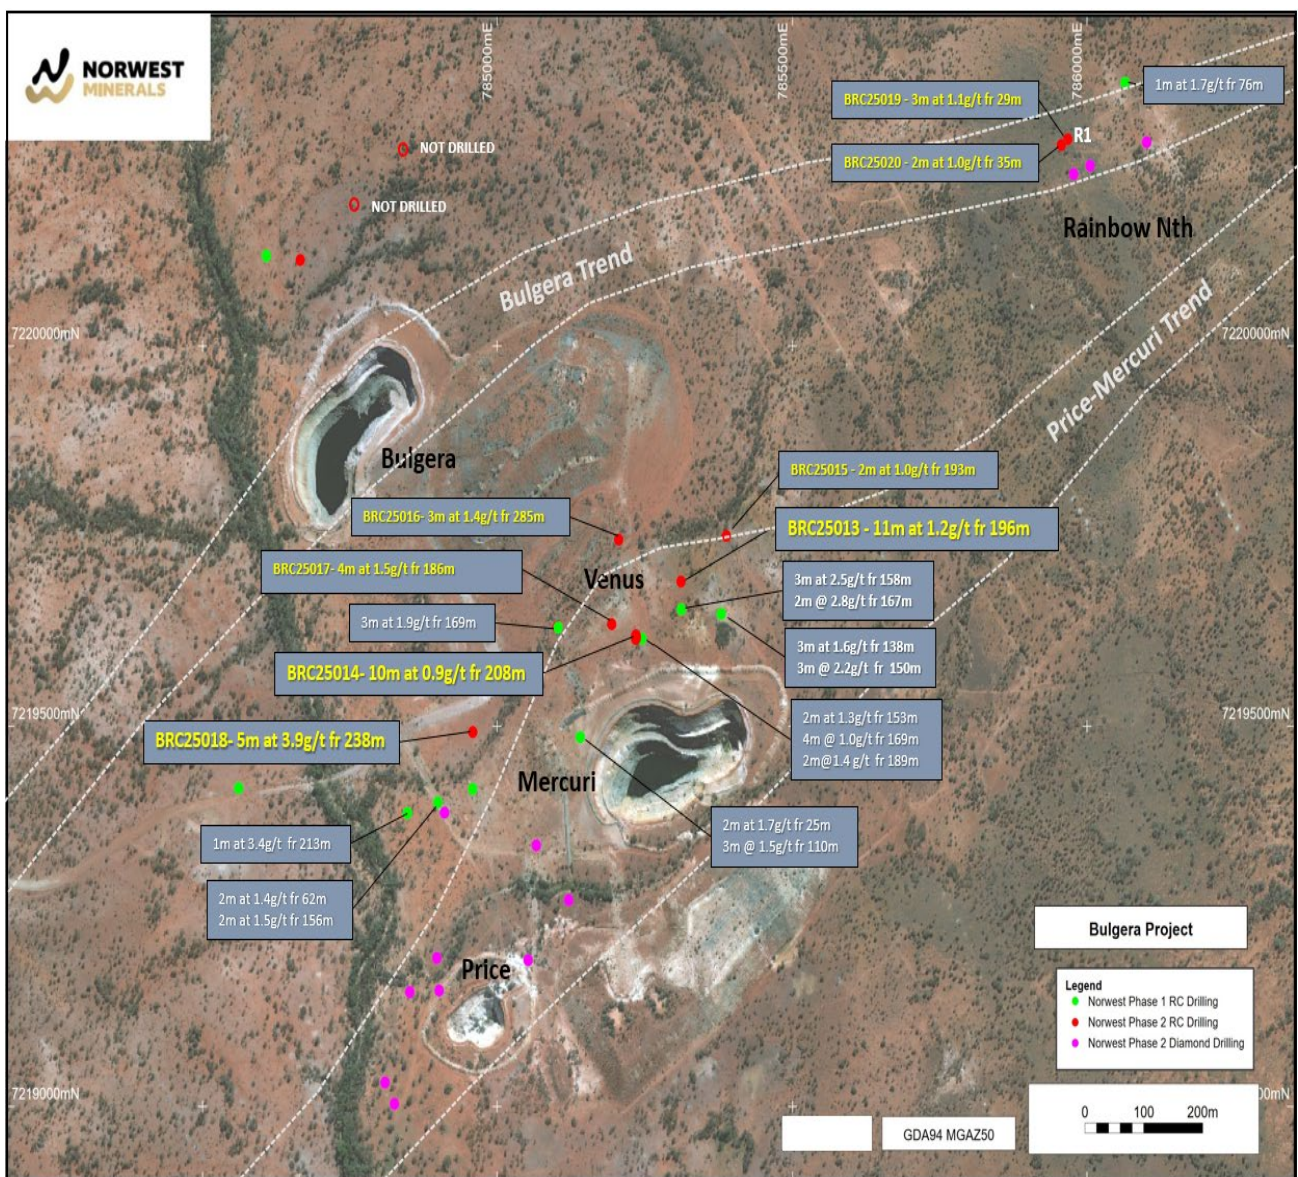 NORWEST
MINERALS
785000mE
785500mE
786000mE
BRC25019 - 3m at 1.1g/t fr 29m
1m at 1.7g/t fr 76m
R1
NOT DRILLED
BRC25020 - 2m at 1.0g/t fr 35m
NOT DRILLED
Rainbow Nth
Bulgera Trend
7220000mN
7220000mN
Price-Mercuri Trend
Bulgera
BRC25015 - 2m at 1.0g/t fr 193m
BRC25016- 3m at 1.4g/t fr 285m
BRC25013 - 11m at 1.2g/t fr 196m
BRC25017- 4m at 1.5g/t fr 186m
Venus
3m at 2.5g/t fr 158m
2m @ 2.8g/t fr 167m
3m at 1.9g/t fr 169m
3m at 1.6g/t fr 138m
3m @ 2.2g/t fr 150m
BRC25014- 10m at 0.9g/t fr 208m
7219500mN
7219500mN
2m at 1.3g/t fr 153m
4m @ 1.0g/t fr 169m
2m@1.4 g/t fr 189m
BRC25018- 5m at 3.9g/t fr 238m
Mercuri
2m at 1.7g/t fr 25m
3m @ 1.5g/t fr 110m
1m at 3.4g/t fr 213m
2m at 1.4g/t fr 62m
2m at 1.5g/t fr 156m
Price
Bulgera Project
Legend
Norwest Phase 1 RC Drilling
Norwest Phase 2 RC Drilling
Norwest Phase 2 Diamond Drilling
7219000mN
0 100 200m
GDA94 MGAZ50